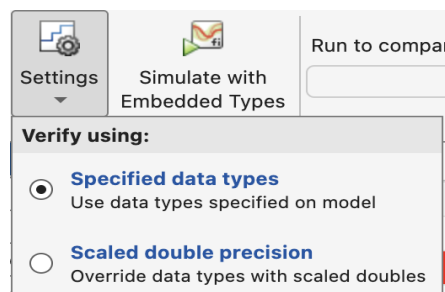 Settings
Simulate with
Embedded Types
Run to compar
Verify using:
Specified data types
Use data types specified on model
Scaled double precision
Override data types with scaled doubles